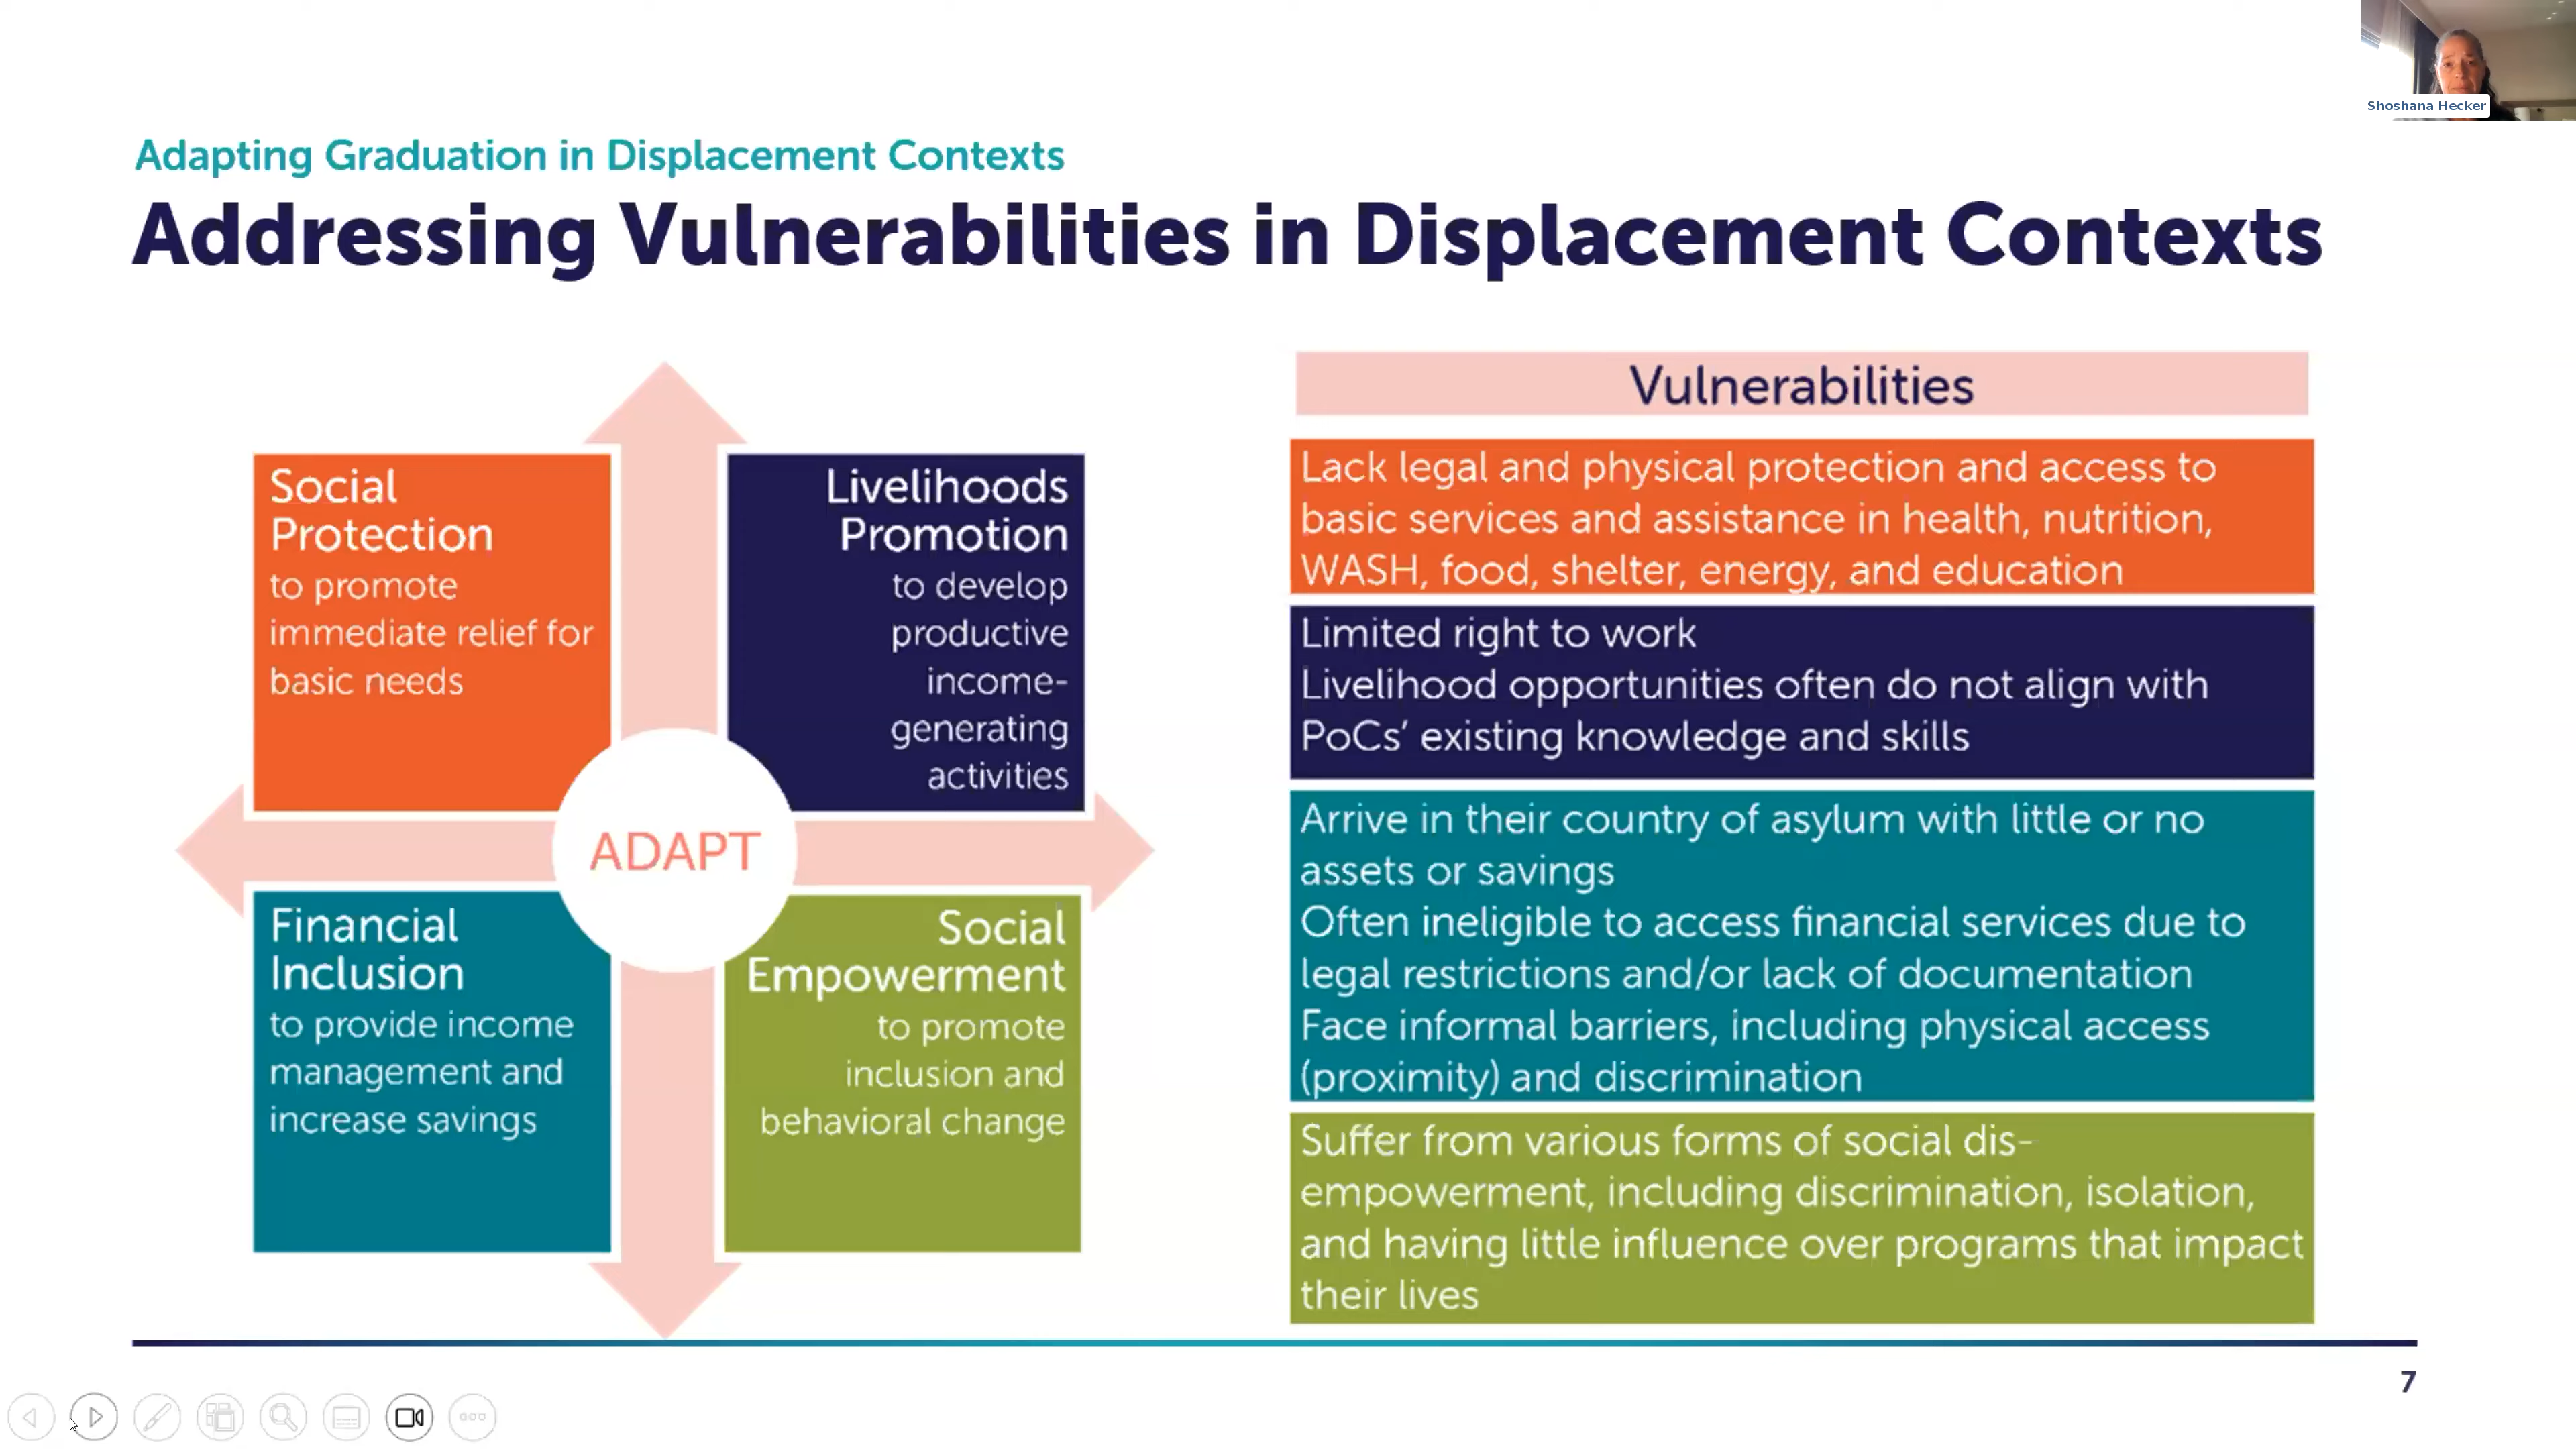 Shoshana Hecker
Adapting Graduation in Displacement Contexts
Addressing Vulnerabilities in Displacement Contexts
Social
Protection
to promote
immediate relief for
basic needs
Livelihoods
Promotion
to develop
productive
income-
generating
activities
ADAPT
Financial
Inclusion
to provide income
management and
increase savings
Social
Empowerment
to promote
inclusion and
behavioral change
Vulnerabilities
Lack legal and physical protection and access to
basic services and assistance in health, nutrition,
WASH, food, shelter, energy, and education
Limited right to work
Livelihood opportunities often do not align with
PoCs’ existing knowledge and skills
Arrive in their country of asylum with little or no
assets or savings
Often ineligible to access financial services due to
legal restrictions and/or lack of documentation
Face informal barriers, including physical access
(proximity) and discrimination
Suffer from various forms of social dis-
empowerment, including discrimination, isolation,
and having little influence over programs that impact
their lives
7